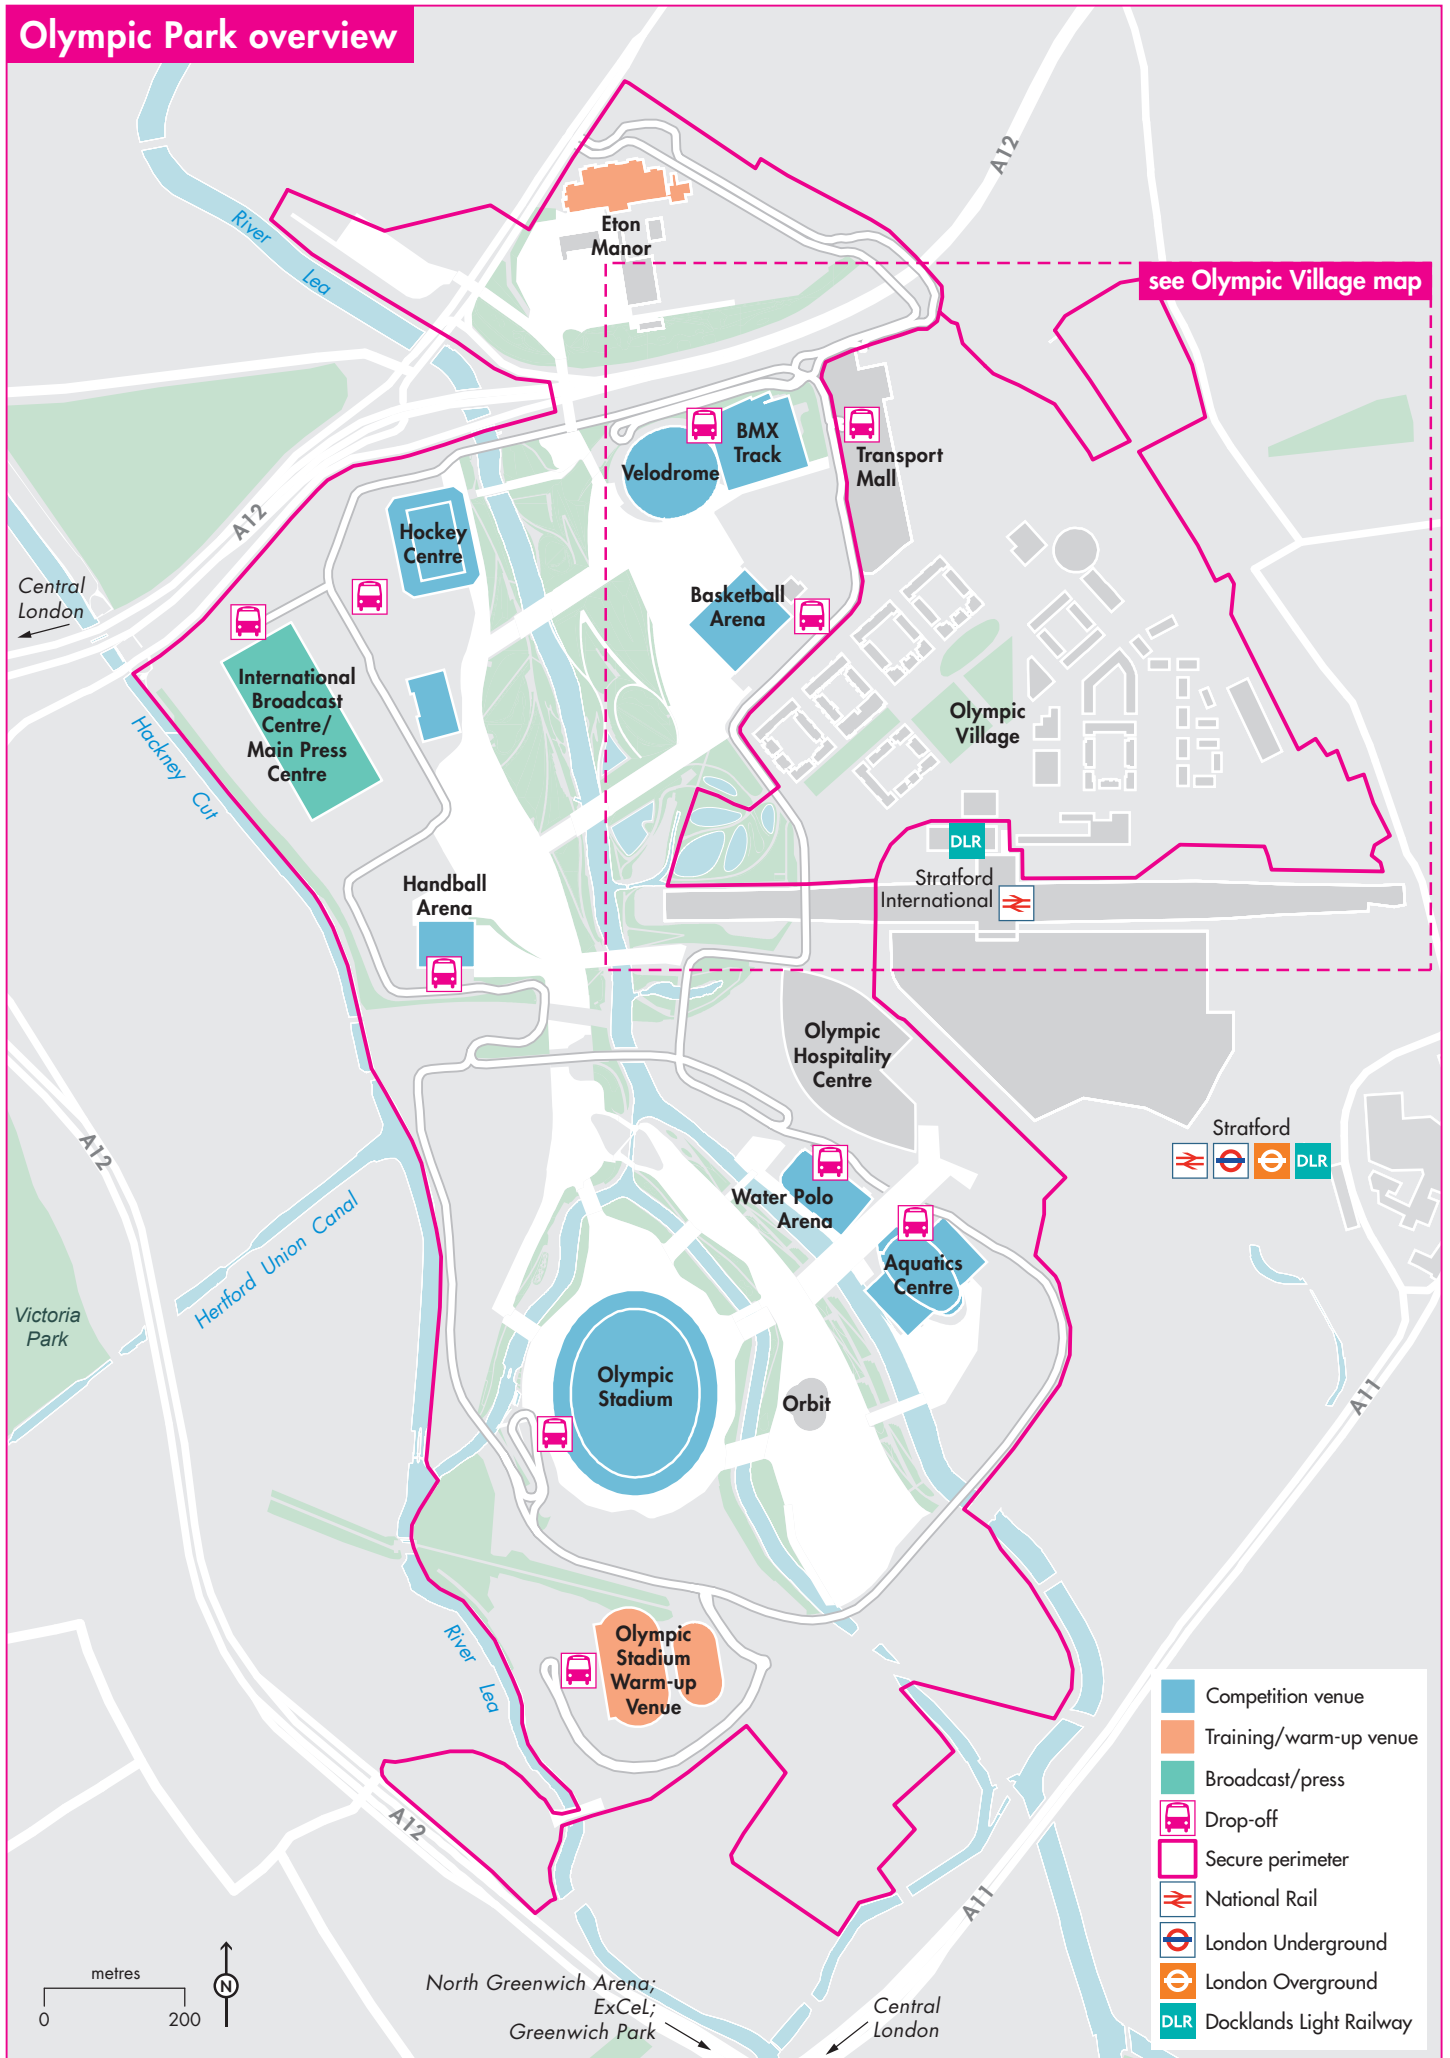 Olympic Park overview
A12
River
Lea
Eton
Manor
see Olympic Village map
BMX
Track
Velodrome
Transport
Mall
A12
Hockey
Centre
Central
London
Basketball
Arena
International
Broadcast
Centre/
Main Press
Centre
Hackney Cut
Olympic
Village
DLR
Stratford
International
Handball
Arena
Olympic
Hospitality
Centre
Stratford
DLR
A12
Hertford Union Canal
Water Polo
Arena
Aquatics
Centre
Victoria
Park
Olympic
Stadium
Orbit
A11
River
Lea
Olympic
Stadium
Warm-up
Venue
A12
A11
Competition venue
Training/warm-up venue
Broadcast/press
Drop-off
Secure perimeter
National Rail
London Underground
London Overground
DLR Docklands Light Railway
metres
0 200
N
North Greenwich Arena;
ExCeL;
Greenwich Park
Central
London